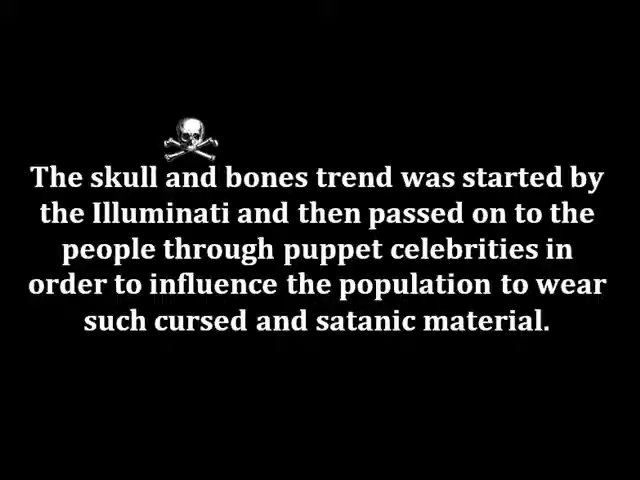 The skull and bones trend was started by
the Illuminati and then passed on to the
people through puppet celebrities in
order to influence the population to wear
such cursed and satanic material.